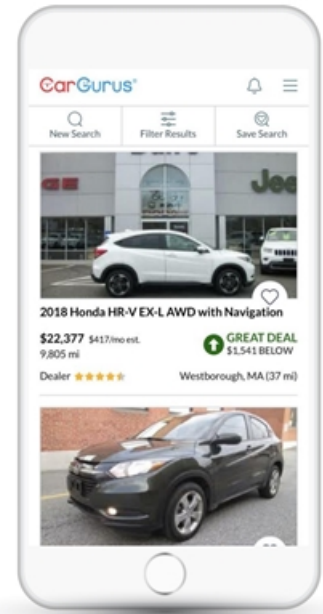 CarGurus®
New Search
Filter Results
Save Search
Jee
2018 Honda HR-V EX-L AWD with Navigation
$22,377 $417/mo est.
GREAT DEAL
$1,541 BELOW
9,805 mi
Dealer
Westborough, MA (37 mi)